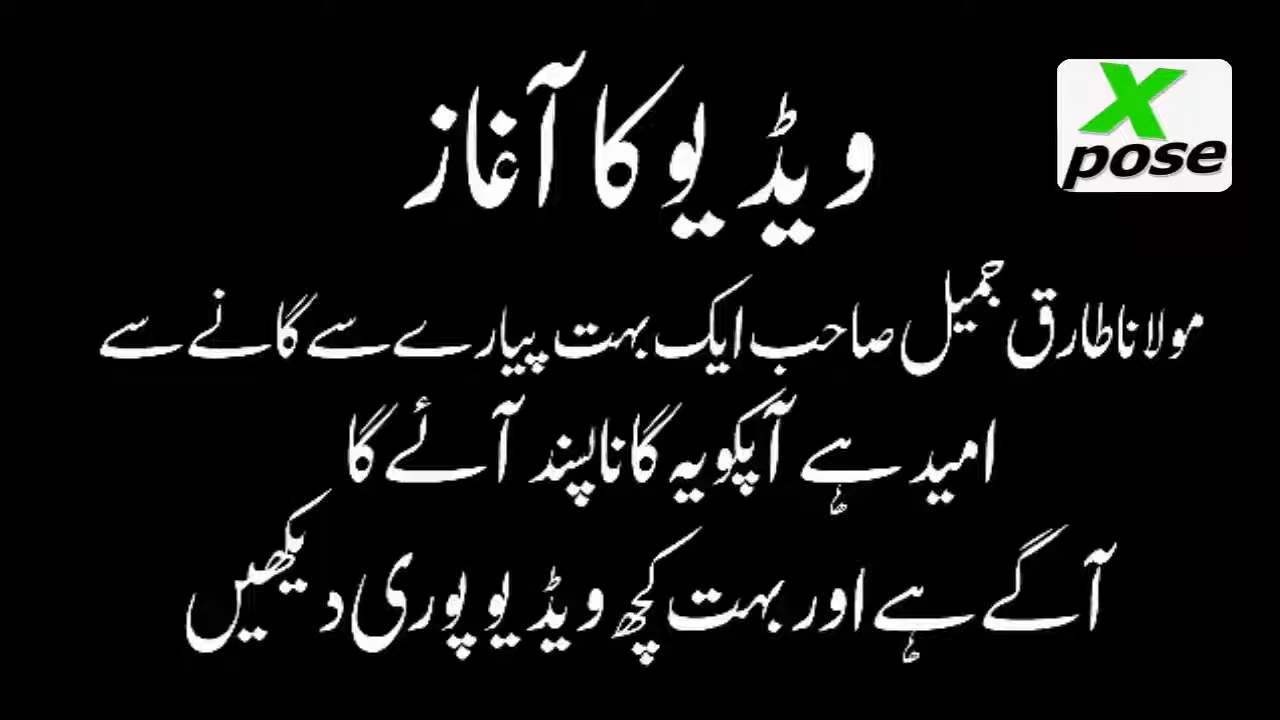 ویڈیو کا آغاز
X
pose
مولانا طارق جمیل صاحب ایک بہت پیارے سے گانے سے
امید ہے آپکو یہ گانا پسند آئے گا
آگے ہے اور بہت کچھ ویڈیو پوری دیکھیں